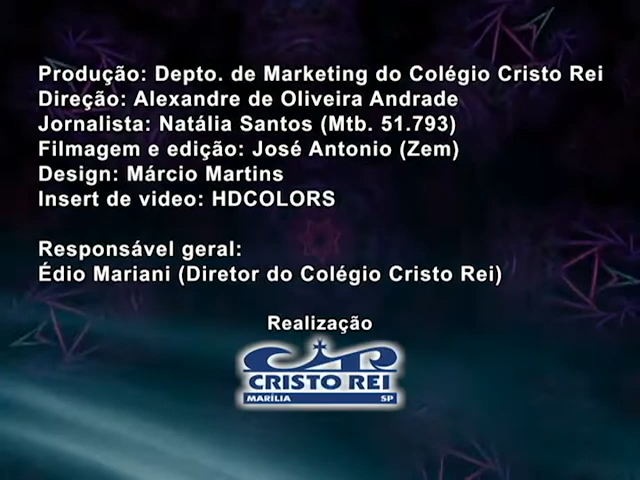 Produção: Depto. de Marketing do Colégio Cristo Rei
Direção: Alexandre de Oliveira Andrade
Jornalista: Natália Santos (Mtb. 51.793)
Filmagem e edição: José Antonio (Zem)
Design: Márcio Martins
Insert de video: HDCOLORS
Responsável geral:
Édio Mariani (Diretor do Colégio Cristo Rei)
Realização
CR
CRISTO REI
MARÍLIA SP